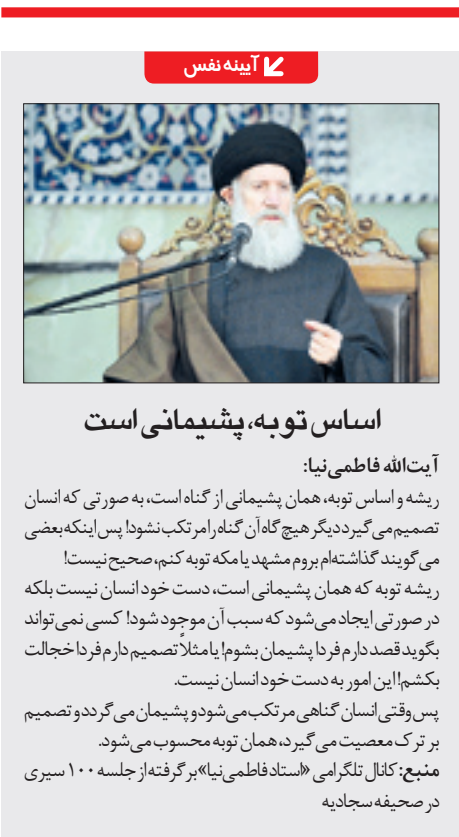 آیینه نفس
اساس توبه، پشیمانی است
آیت‌الله فاطمی‌نیا:
ریشه و اساس توبه، همان پشیمانی از گناه است، به صورتی که انسان
تصمیم می‌گیرد دیگر هیچ گاه آن گناه را مرتکب نشود! پس اینکه بعضی
می گویند گذاشته‌ام بروم مشهد یا مکه توبه کنم، صحیح نیست!
ریشه توبه که همان پشیمانی است، دست خود انسان نیست بلکه
در صورتی ایجاد می‌شود که سبب آن موجود شود! کسی نمی‌تواند
بگوید قصد دارم فردا پشیمان بشوم! یا مثلاً تصمیم دارم فردا خجالت
بکشم! این امور به دست خود انسان نیست.
پس وقتی انسان گناهی مرتکب می‌شود و پشیمان می گردد و تصمیم
بر ترک معصیت می گیرد، همان توبه محسوب می‌شود.
منبع: کانال تلگرامی «استاد فاطمی‌نیا» برگرفته از جلسه ۱۰۰ سیری
در صحیفه سجادیه